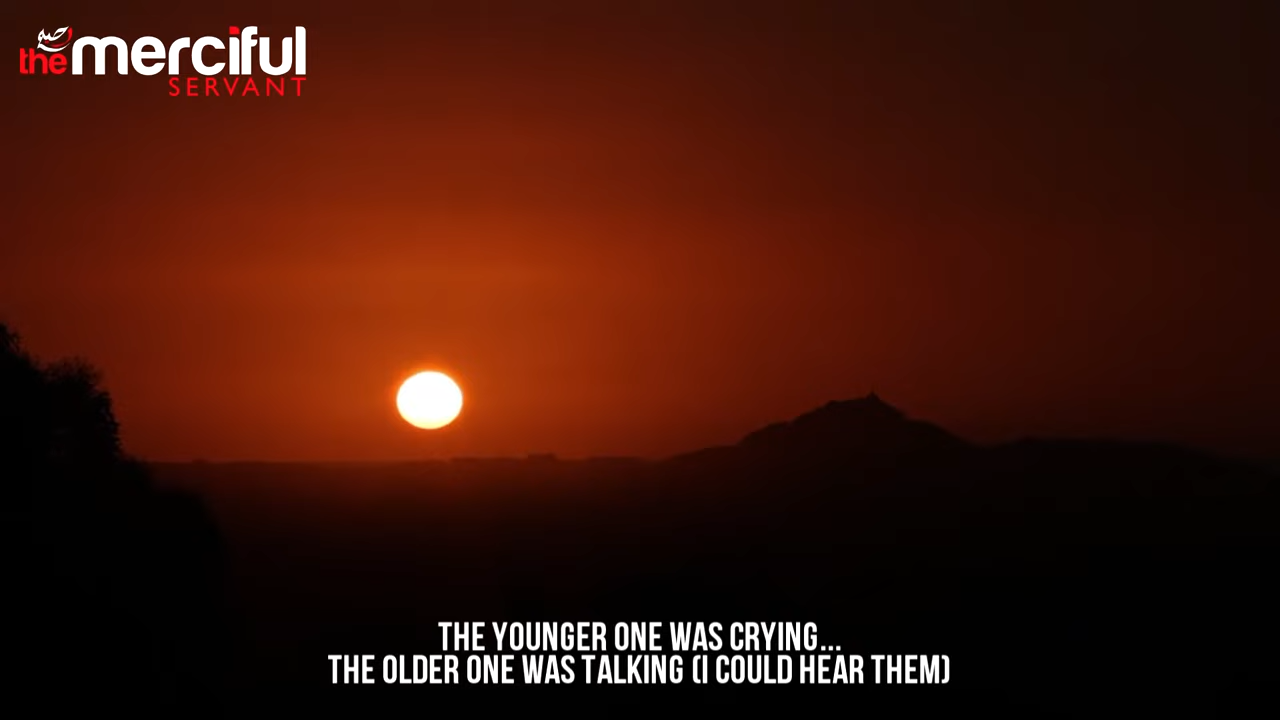 the merciful
SERVANT
THE YOUNGER ONE WAS CRYING...
THE OLDER ONE WAS TALKING (I COULD HEAR THEM)